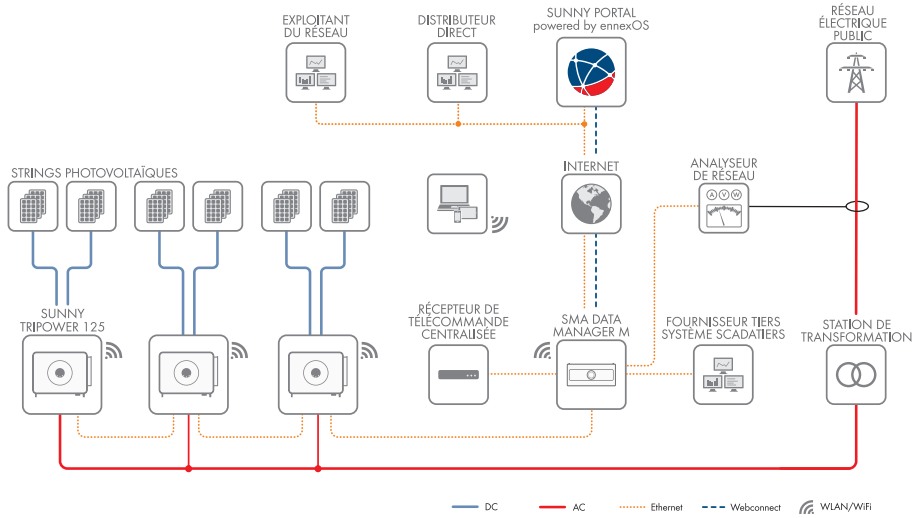 EXPLOITANT
DU RÉSEAU
DISTRIBUTEUR
DIRECT
SUNNY PORTAL
powered by ennexOS
RÉSEAU
ÉLECTRIQUE
PUBLIC
STRINGS PHOTOVOLTAÏQUES
INTERNET
ANALYSEUR
DE RÉSEAU
A V W
SUNNY
TRIPOWER 125
RÉCEPTEUR DE
TÉLÉCOMMANDE
CENTRALISÉE
SMA DATA
MANAGER M
FOURNISSEUR TIERS
SYSTÈME SCADATIERS
STATION DE
TRANSFORMATION
DC
AC
Ethernet
Webconnect
WLAN/WiFi